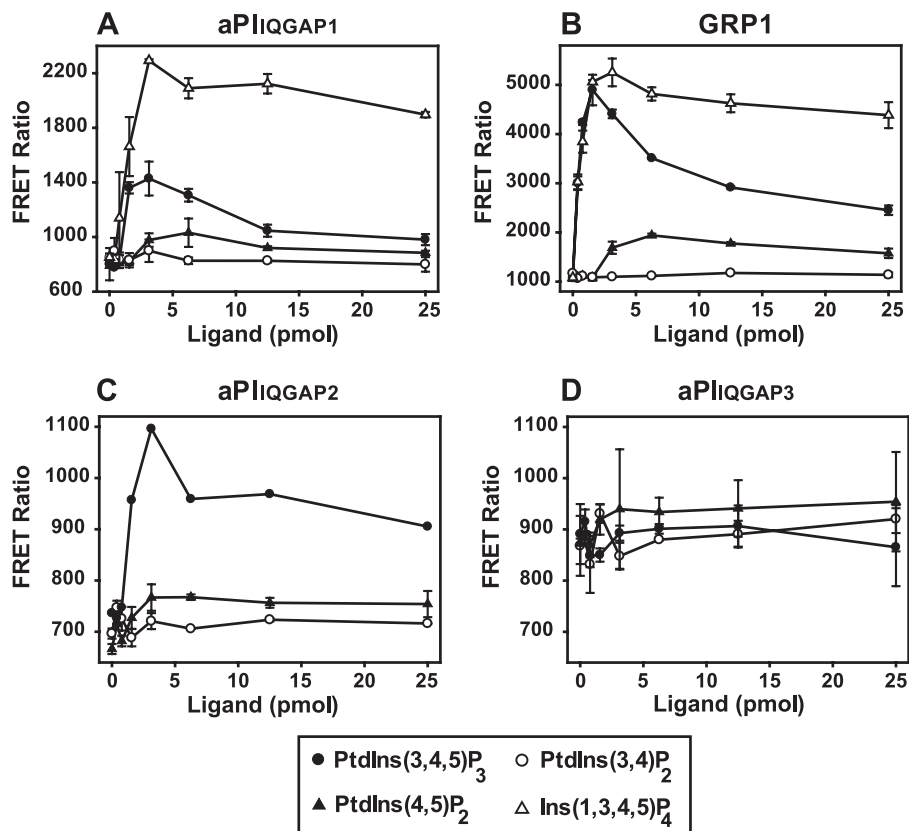 A aPIIQGAP1
2200
1800
1400
1000
600
FRET Ratio
0 5 10 15 20 25
Ligand (pmol)
B GRP1
5000
4000
3000
2000
1000
FRET Ratio
0 5 10 15 20 25
Ligand (pmol)
C aPIIQGAP2
1100
1000
900
800
700
FRET Ratio
0 5 10 15 20 25
Ligand (pmol)
D aPIIQGAP3
1100
1000
900
800
700
FRET Ratio
0 5 10 15 20 25
Ligand (pmol)
PtdIns(3,4,5)P3 PtdIns(3,4)P2
PtdIns(4,5)P2 Ins(1,3,4,5)P4